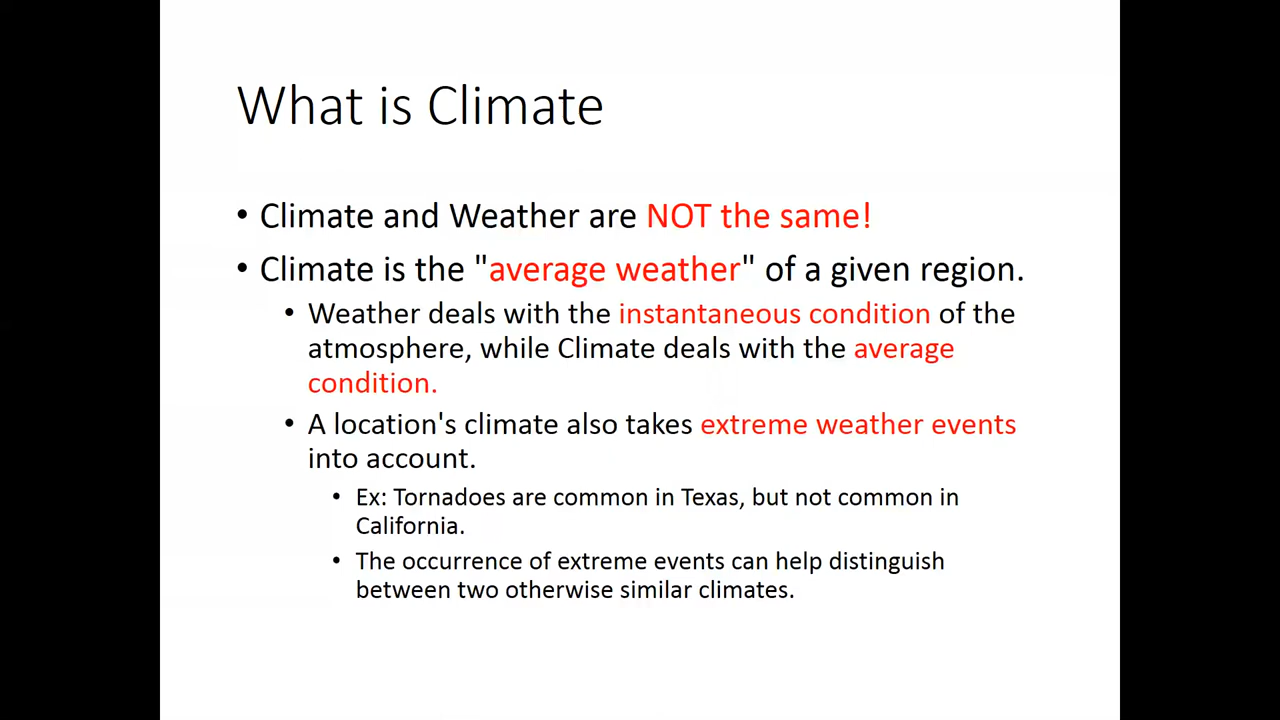 What is Climate
• Climate and Weather are NOT the same!
• Climate is the "average weather" of a given region.
• Weather deals with the instantaneous condition of the
atmosphere, while Climate deals with the average
condition.
• A location's climate also takes extreme weather events
into account.
• Ex: Tornadoes are common in Texas, but not common in
California.
• The occurrence of extreme events can help distinguish
between two otherwise similar climates.